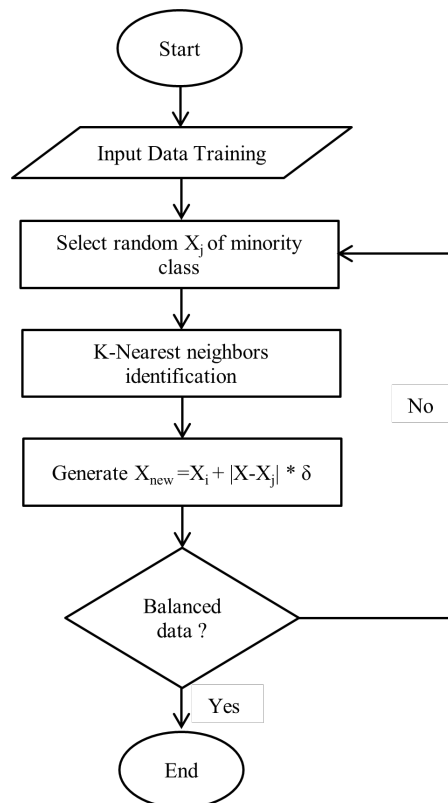 Start
Input Data Training
Select random Xj of minority
class
K-Nearest neighbors
identification
No
Generate Xnew =Xi + |X-Xj| * δ
Balanced
data ?
Yes
End